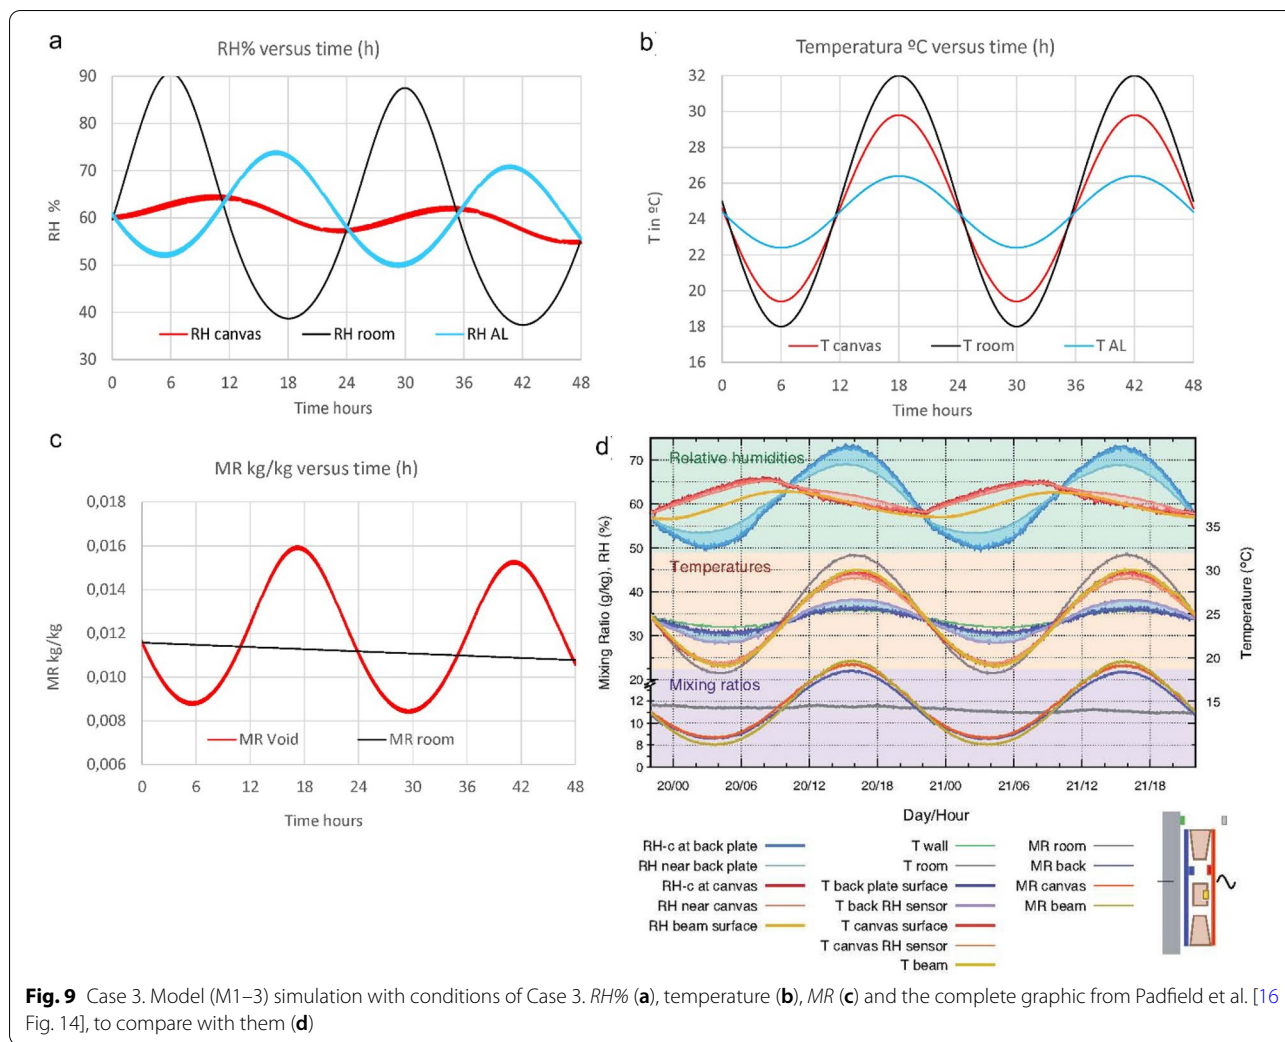 a
RH% versus time (h)
90
80
70
60
50
40
30
RH %
RH canvas
RH room
RH AL
0 6 12 18 24 30 36 42 48
Time hours
b
Temperatura ºC versus time (h)
32
30
28
26
24
22
20
18
16
T in ºC
T canvas
T room
T AL
0 6 12 18 24 30 36 42 48
Time hours
c
MR kg/kg versus time (h)
0,018
0,016
0,014
0,012
0,010
0,008
0,006
MR kg/kg
MR Void
MR room
0 6 12 18 24 30 36 42 48
Time hours
d
Relative humidities
Temperatures
Mixing ratios
70
60
50
40
30
20
12
8
0
Mixing Ratio (g/kg), RH (%)
35
30
25
20
15
Temperature (°C)
20/00 20/06 20/12 20/18 21/00 21/06 21/12 21/18
Day/Hour
RH-c at back plate
RH near back plate
RH-c at canvas
RH near canvas
RH beam surface
T wall
T room
T back plate surface
T back RH sensor
T canvas surface
T canvas RH sensor
T beam
MR room
MR back
MR canvas
MR beam
Fig. 9 Case 3. Model (M1–3) simulation with conditions of Case 3. RH% (a), temperature (b), MR (c) and the complete graphic from Padfield et al. [16
Fig. 14], to compare with them (d)